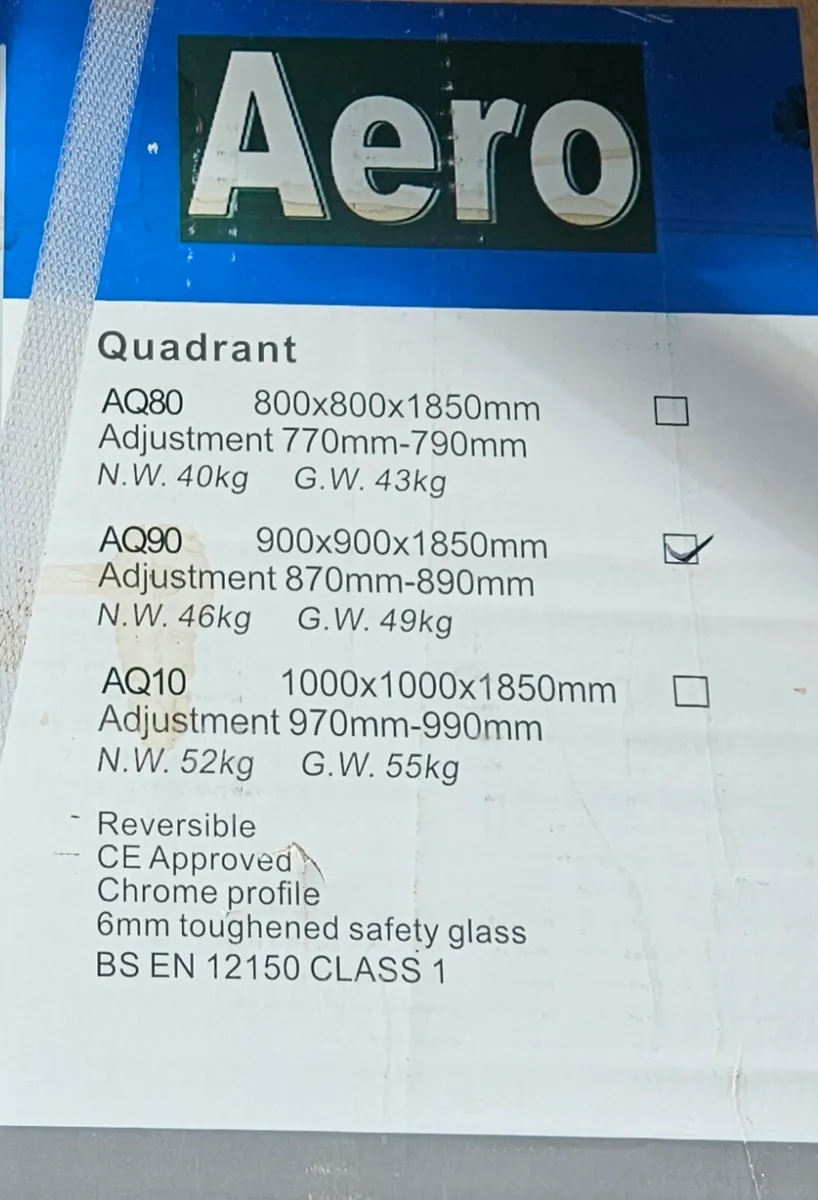 Aero
Quadrant
AQ80 800x800x1850mm
Adjustment 770mm-790mm
N.W. 40kg G.W. 43kg
AQ90 900x900x1850mm
Adjustment 870mm-890mm
N.W. 46kg G.W. 49kg
AQ10 1000x1000x1850mm
Adjustment 970mm-990mm
N.W. 52kg G.W. 55kg
Reversible
CE Approved
Chrome profile
6mm toughened safety glass
BS EN 12150 CLASS 1